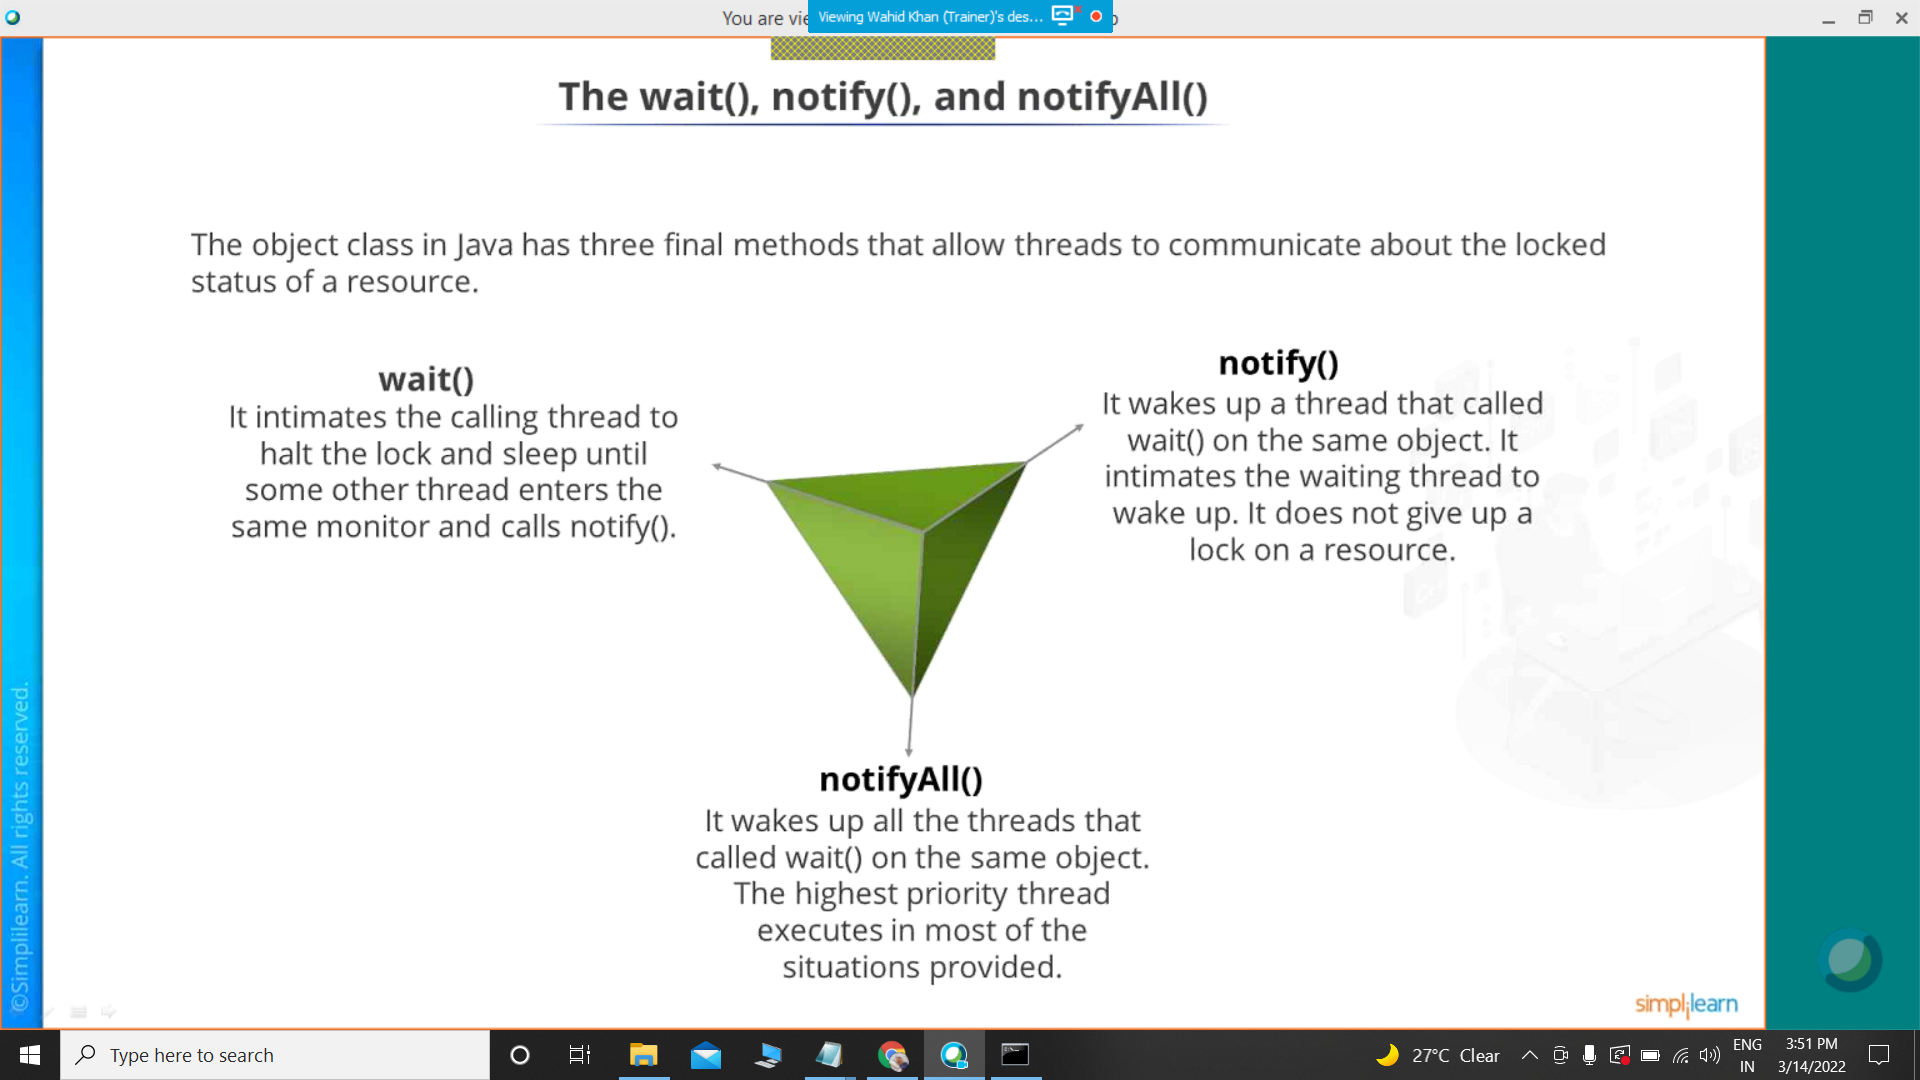 You are vie
Viewing Wahid Khan (Trainer)'s des...
The wait(), notify(), and notifyAll()
The object class in Java has three final methods that allow threads to communicate about the locked
status of a resource.
wait()
It intimates the calling thread to
halt the lock and sleep until
some other thread enters the
same monitor and calls notify().
notify()
It wakes up a thread that called
wait() on the same object. It
intimates the waiting thread to
wake up. It does not give up a
lock on a resource.
notifyAll()
It wakes up all the threads that
called wait() on the same object.
The highest priority thread
executes in most of the
situations provided.
©Simplilearn. All rights reserved.
simplilearn
Type here to search
27°C Clear
ENG
IN
3:51 PM
3/14/2022